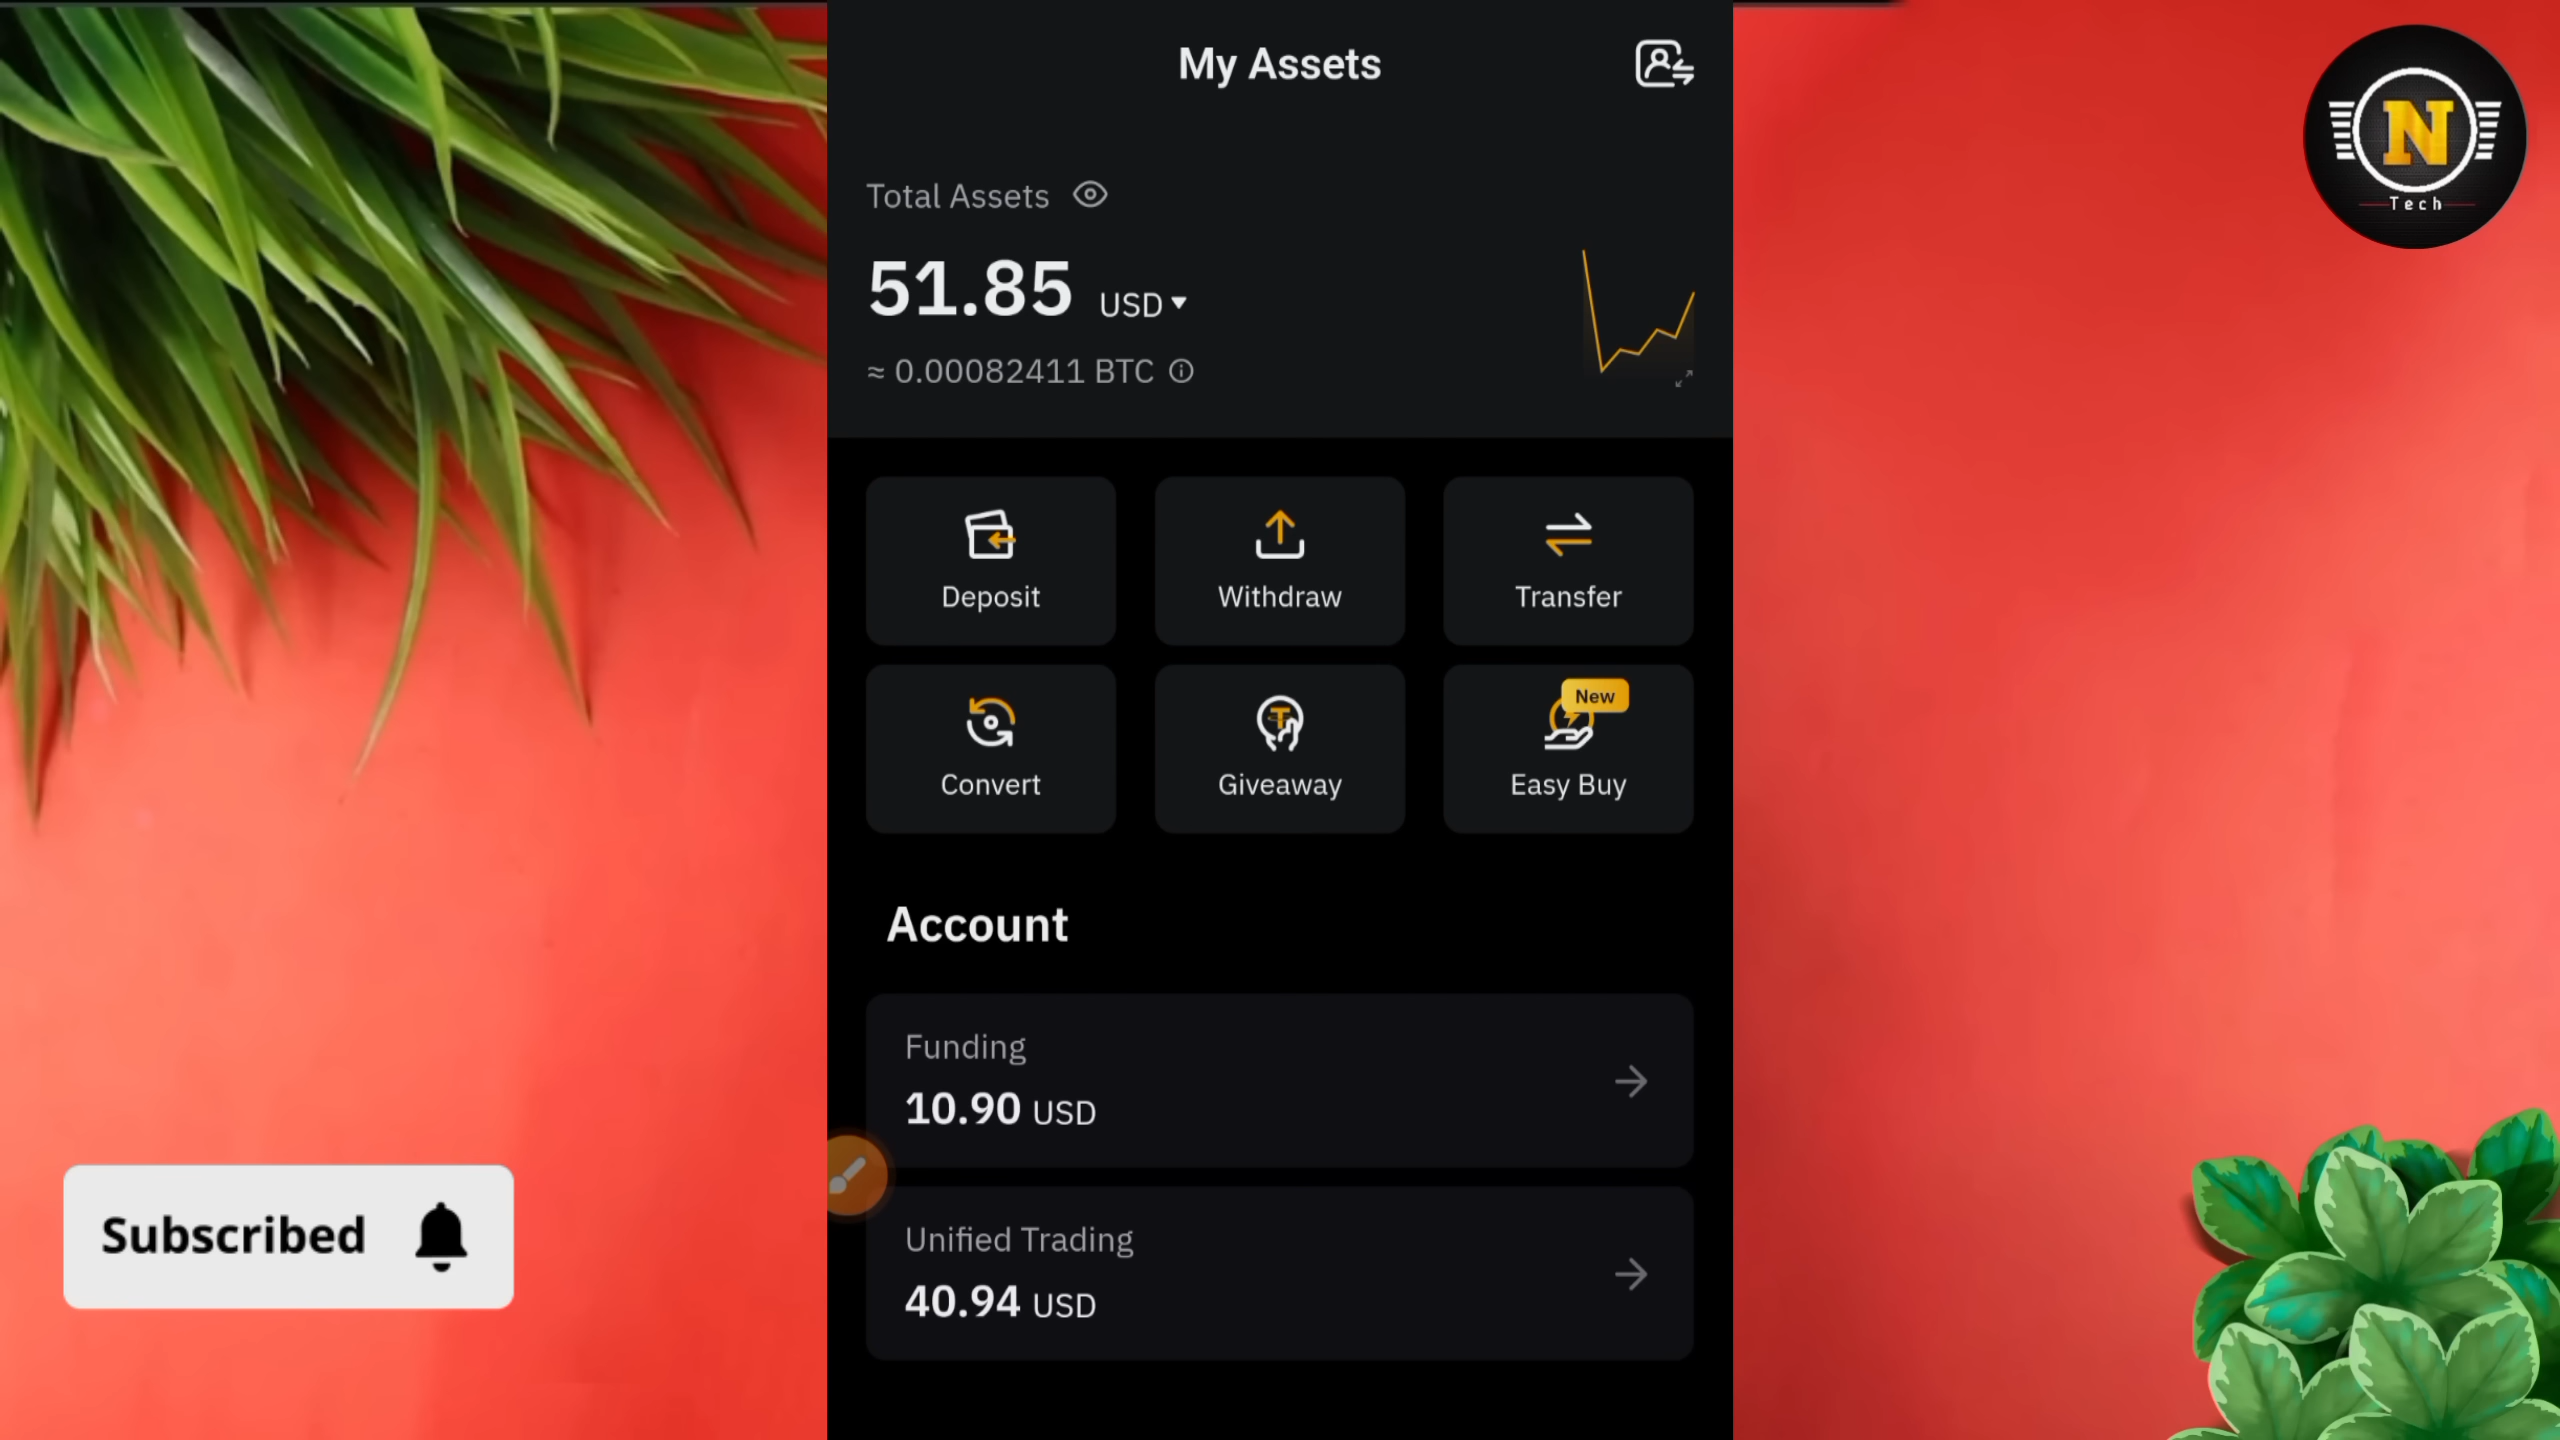 My Assets
N
Tech
Total Assets
51.85 USD
≈ 0.00082411 BTC
Deposit
Withdraw
Transfer
New
Convert
Giveaway
Easy Buy
Account
Funding
10.90 USD
Unified Trading
40.94 USD
Subscribed